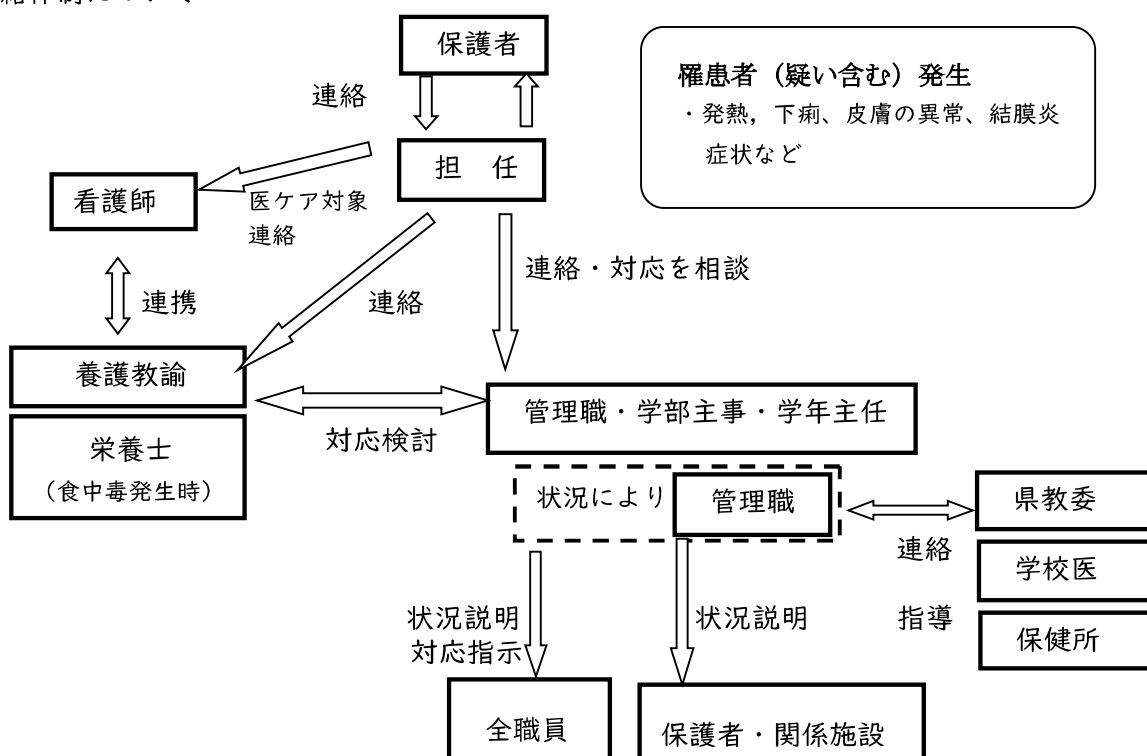 保護者
罹患者（疑い含む）発生
・発熱，下痢、皮膚の異常、結膜炎
症状など
連絡
担　任
看護師
医ケア対象
連絡
連絡・対応を相談
連携
連絡
養護教諭
管理職・学部主事・学年主任
対応検討
栄養士
（食中毒発生時）
状況により
管理職
県教委
連絡
学校医
状況説明
対応指示
状況説明
指導
保健所
全職員
保護者・関係施設